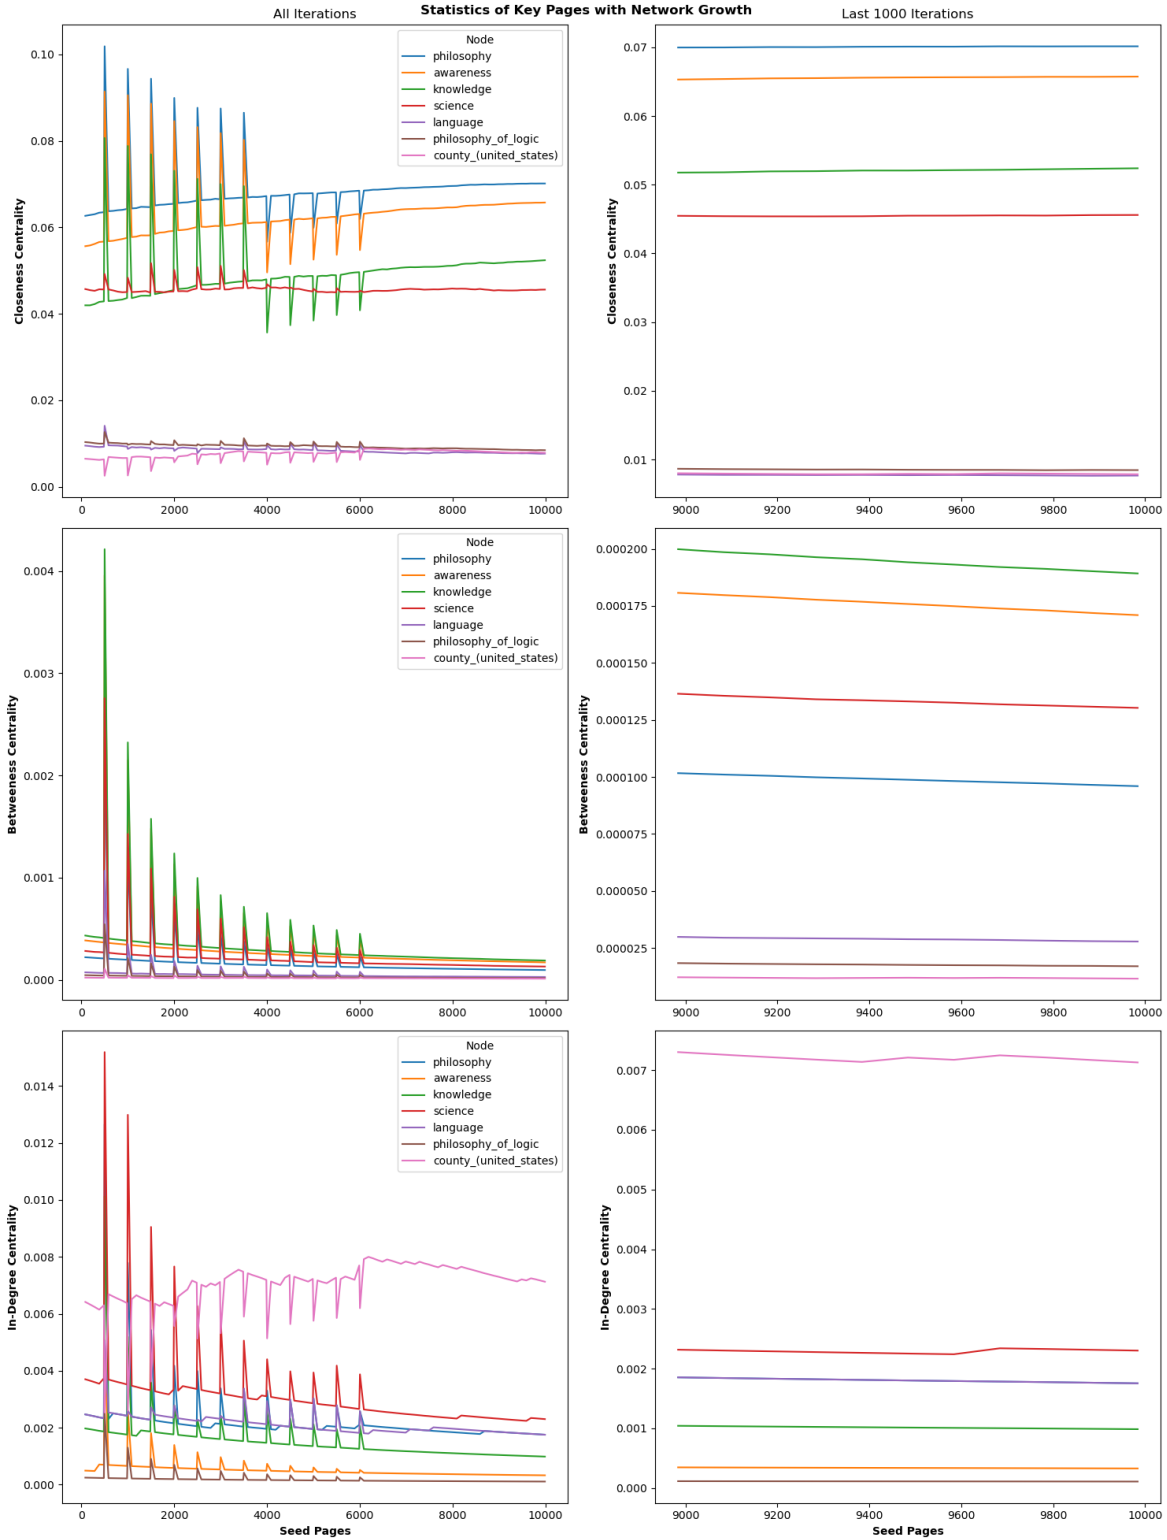 Statistics of Key Pages with Network Growth
All Iterations
Last 1000 Iterations
Closeness Centrality
0.10
0.08
0.06
0.04
0.02
0.00
Node
philosophy
awareness
knowledge
science
language
philosophy_of_logic
county_(united_states)
0
2000
4000
6000
8000
10000
Closeness Centrality
0.07
0.06
0.05
0.04
0.03
0.02
0.01
9000
9200
9400
9600
9800
10000
Betweeness Centrality
0.004
0.003
0.002
0.001
0.000
Node
philosophy
awareness
knowledge
science
language
philosophy_of_logic
county_(united_states)
0
2000
4000
6000
8000
10000
Betweeness Centrality
0.000200
0.000175
0.000150
0.000125
0.000100
0.000075
0.000050
0.000025
9000
9200
9400
9600
9800
10000
In-Degree Centrality
0.014
0.012
0.010
0.008
0.006
0.004
0.002
0.000
Node
philosophy
awareness
knowledge
science
language
philosophy_of_logic
county_(united_states)
0
2000
4000
6000
8000
10000
Seed Pages
In-Degree Centrality
0.007
0.006
0.005
0.004
0.003
0.002
0.001
0.000
9000
9200
9400
9600
9800
10000
Seed Pages